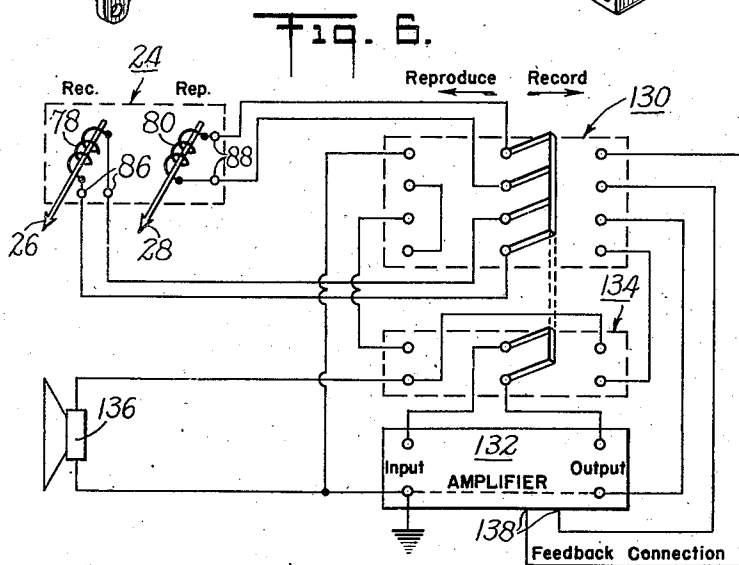 Fig. 6.
24
Rec. Rep.
Reproduce Record
130
78 80
88
86
26 28
134
136
132
Input Output
AMPLIFIER
138
Feedback Connection